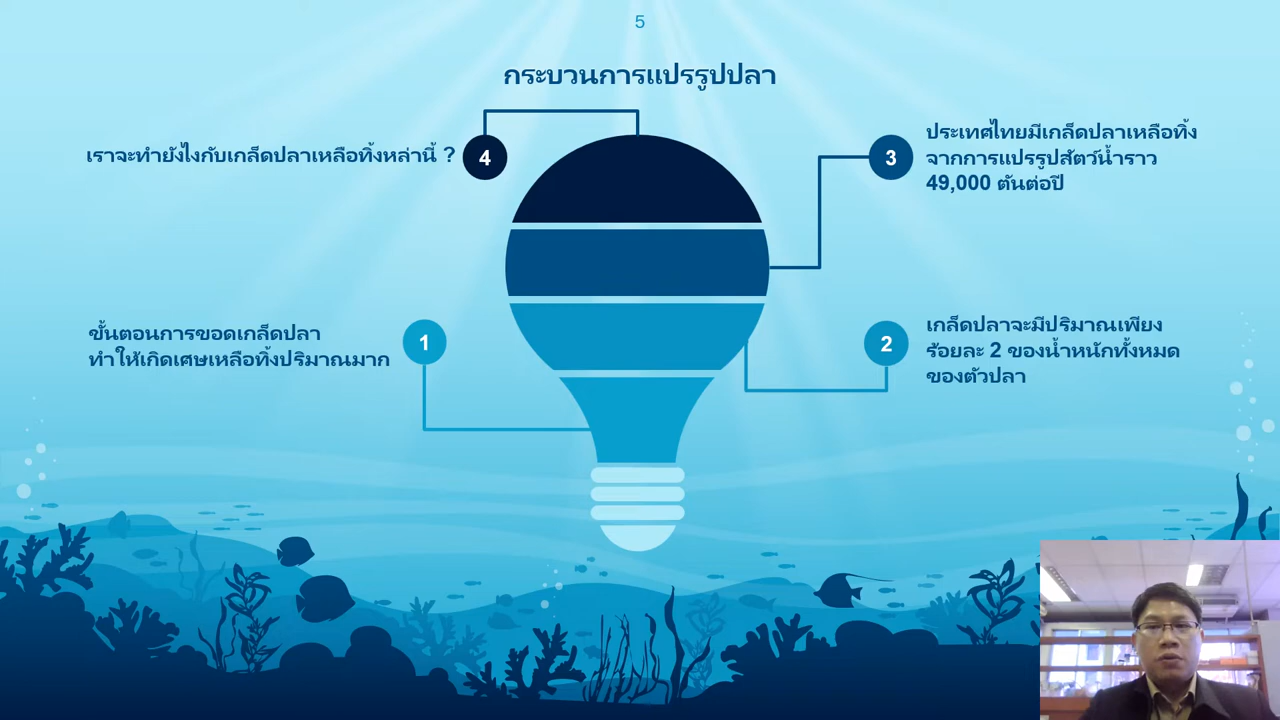 5
กระบวนการแปรรูปปลา
เราจะทำยังไงกับเกล็ดปลาเหลือทิ้งหล่านี้ ?
4
3
ประเทศไทยมีเกล็ดปลาเหลือทิ้ง
จากการแปรรูปสัตว์น้ำราว
49,000 ตันต่อปี
ขั้นตอนการขอดเกล็ดปลา
ทำให้เกิดเศษเหลือทิ้งปริมาณมาก
1
2
เกล็ดปลาจะมีปริมาณเพียง
ร้อยละ 2 ของน้ำหนักทั้งหมด
ของตัวปลา